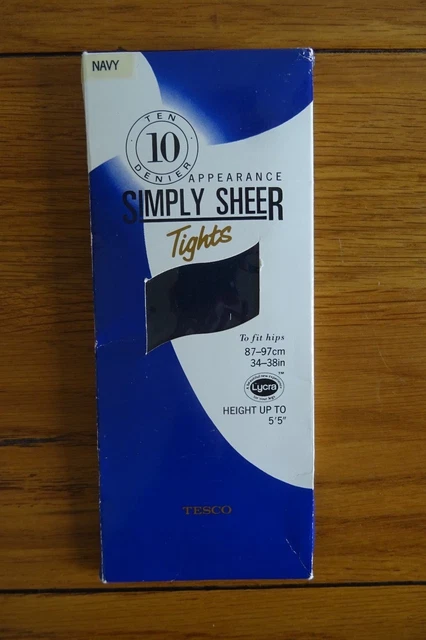 NAVY
TEN
10
DENIER
APPEARANCE
SIMPLY SHEER
Tights
To fit hips
87–97cm
34–38in
Lycra
HEIGHT UP TO
5'5"
TESCO